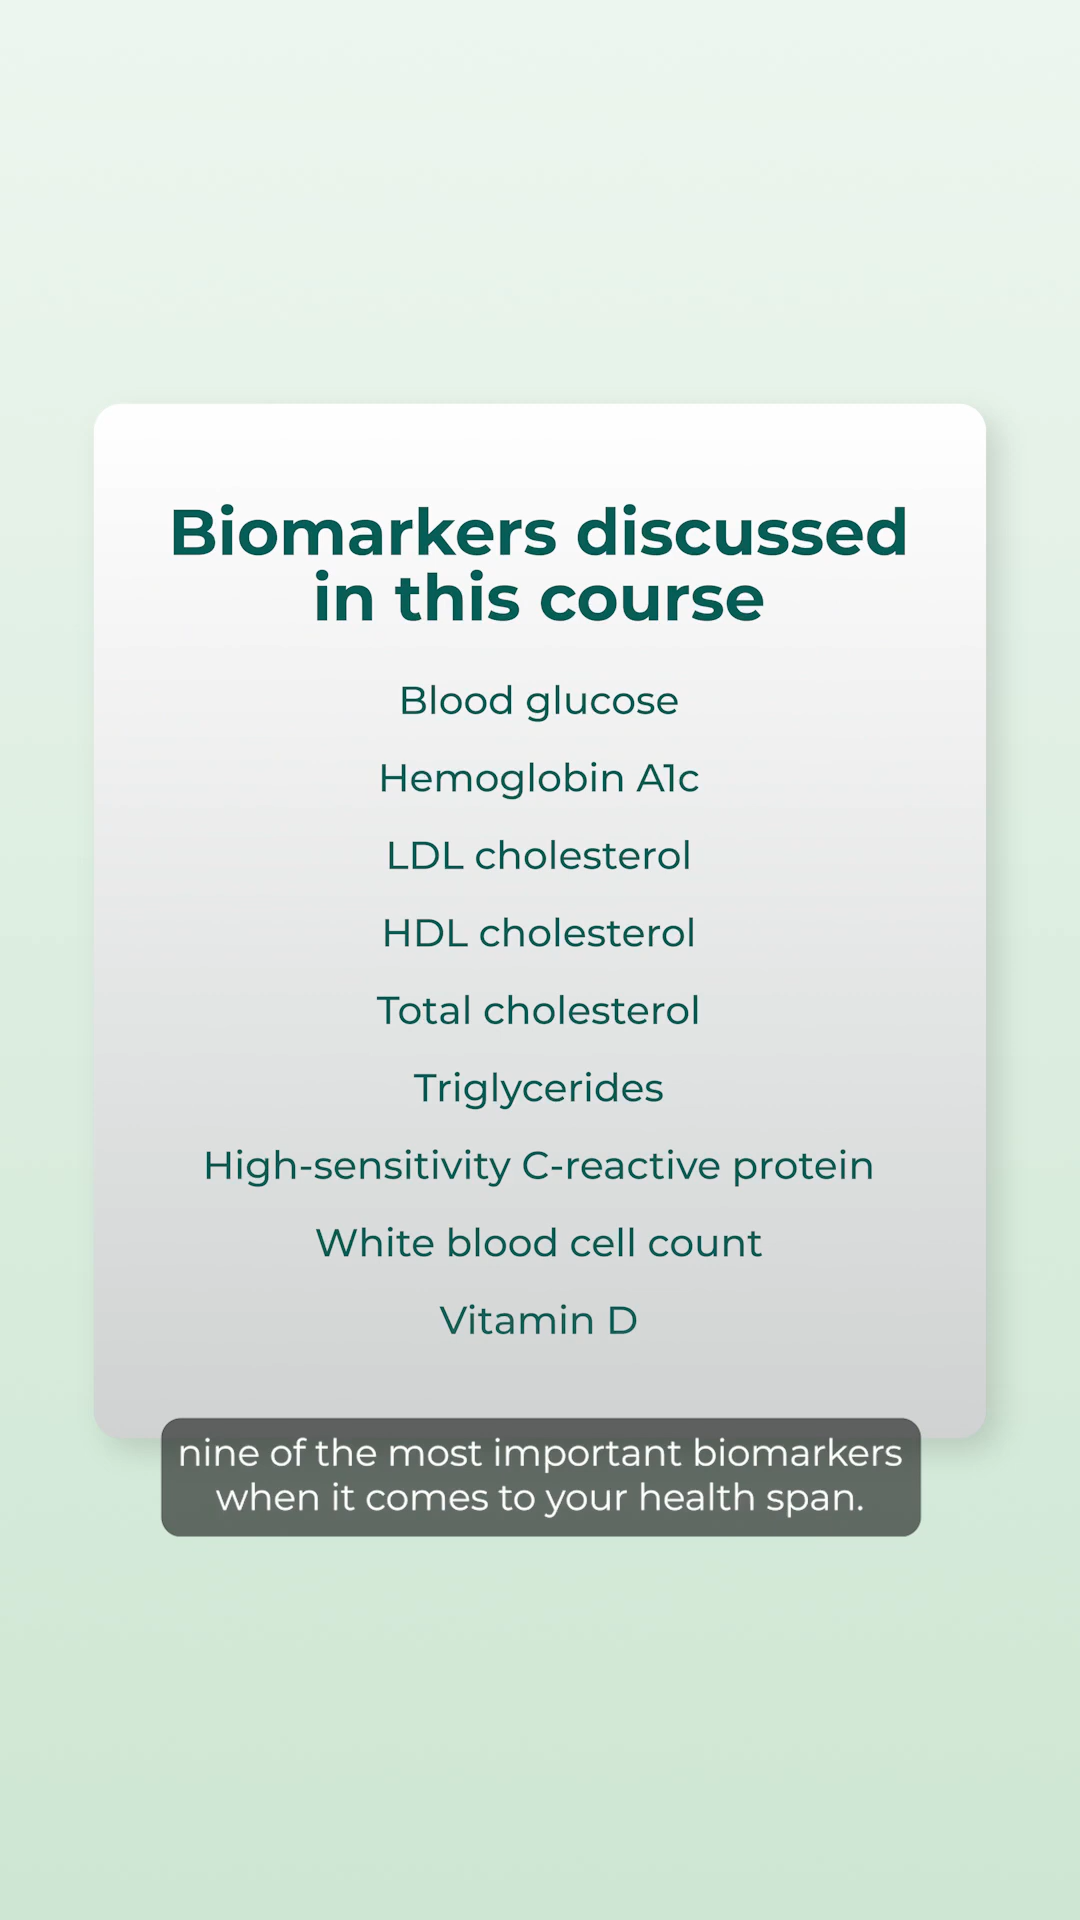 Biomarkers discussed
in this course
Blood glucose
Hemoglobin A1c
LDL cholesterol
HDL cholesterol
Total cholesterol
Triglycerides
High-sensitivity C-reactive protein
White blood cell count
Vitamin D
nine of the most important biomarkers
when it comes to your health span.